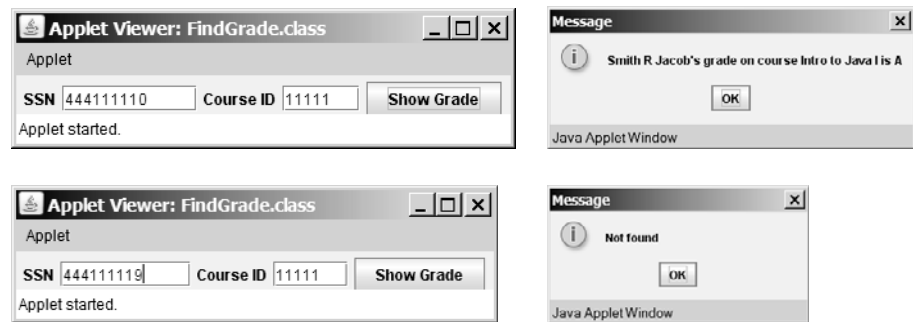 Applet Viewer: FindGrade.class
Applet
SSN 444111110 Course ID 11111 Show Grade
Applet started.
Message
Smith R Jacob's grade on course Intro to Java I is A
OK
Java Applet Window
Applet Viewer: FindGrade.class
Applet
SSN 444111119 Course ID 11111 Show Grade
Applet started.
Message
Not found
OK
Java Applet Window